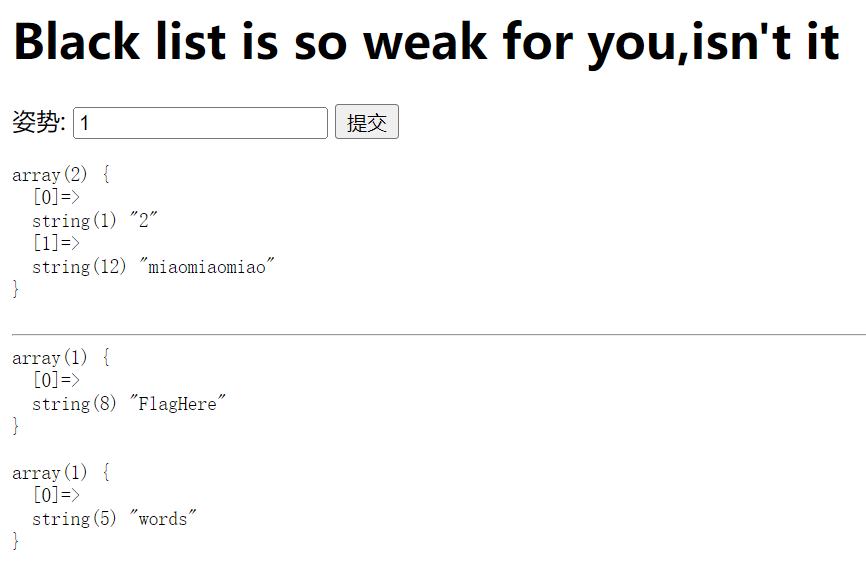 Black list is so weak for you,isn't it
姿势: 1 提交
array(2) {
  [0]=>
  string(1) "2"
  [1]=>
  string(12) "miaomiaomiao"
}
array(1) {
  [0]=>
  string(8) "FlagHere"
}
array(1) {
  [0]=>
  string(5) "words"
}